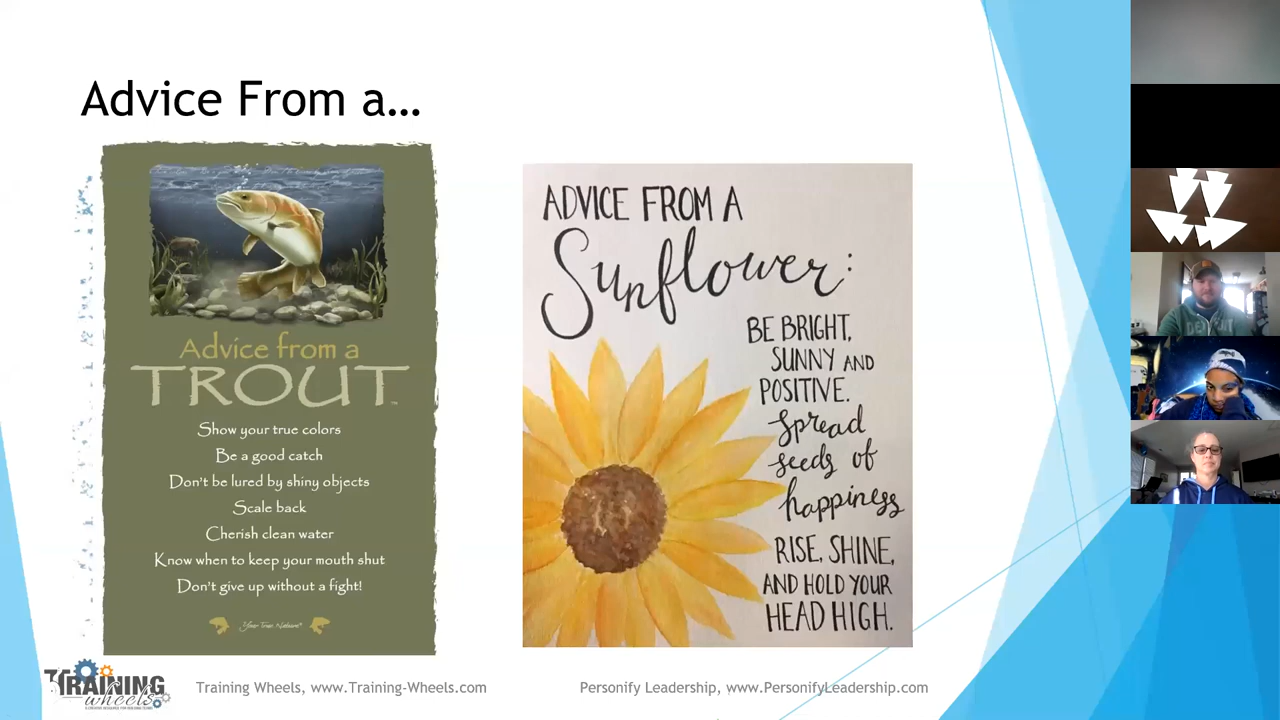 Advice From a…
Advice from a
TROUT
Show your true colors
Be a good catch
Don't be lured by shiny objects
Scale back
Cherish clean water
Know when to keep your mouth shut
Don't give up without a fight!
Your True Nature®
ADVICE FROM A
Sunflower:
BE BRIGHT,
SUNNY AND
POSITIVE.
Spread
seeds of
happiness
RISE, SHINE,
AND HOLD YOUR
HEAD HIGH.
TRAINING
wheels
Training Wheels, www.Training-Wheels.com
Personify Leadership, www.PersonifyLeadership.com